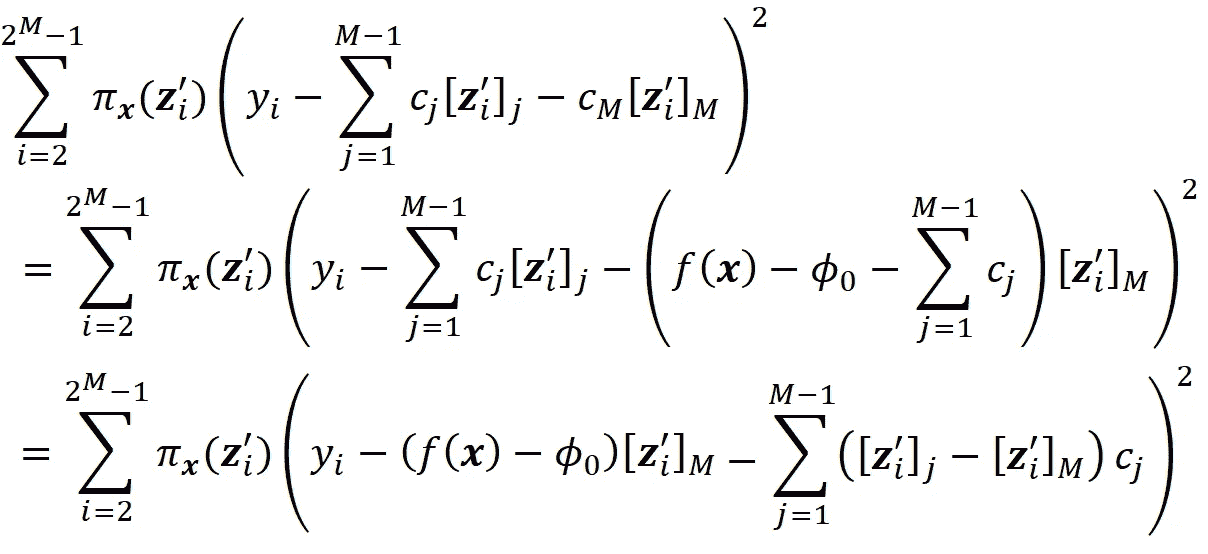 \sum_{i=2}^{2^M-1} \pi_{\boldsymbol{x}}(\boldsymbol{z}'_i) \left( y_i - \sum_{j=1}^{M-1} c_j[\boldsymbol{z}'_i]_j - c_M[\boldsymbol{z}'_i]_M \right)^2
= \sum_{i=2}^{2^M-1} \pi_{\boldsymbol{x}}(\boldsymbol{z}'_i) \left( y_i - \sum_{j=1}^{M-1} c_j[\boldsymbol{z}'_i]_j - \left( f(\boldsymbol{x}) - \phi_0 - \sum_{j=1}^{M-1} c_j \right) [\boldsymbol{z}'_i]_M \right)^2
= \sum_{i=2}^{2^M-1} \pi_{\boldsymbol{x}}(\boldsymbol{z}'_i) \left( y_i - (f(\boldsymbol{x}) - \phi_0)[\boldsymbol{z}'_i]_M - \sum_{j=1}^{M-1} \left( [\boldsymbol{z}'_i]_j - [\boldsymbol{z}'_i]_M \right) c_j \right)^2